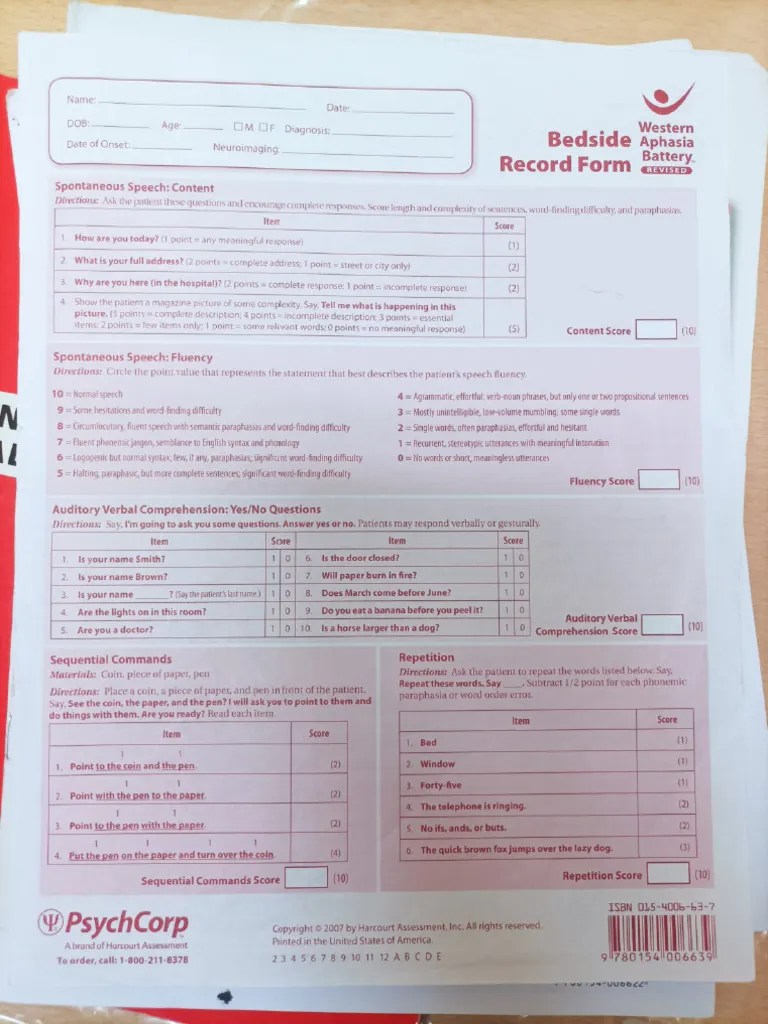 Name:
Date:
DOB:
Age:
M
F
Diagnosis:
Date of Onset:
Neuroimaging:
Bedside
Record Form
Western
Aphasia
Battery™
REVISED
Spontaneous Speech: Content
Directions: Ask the patient these questions and encourage complete responses. Score length and complexity of sentences, word-finding difficulty, and paraphasias.
Item Score
1. How are you today? (1 point = any meaningful response) (1)
2. What is your full address? (2 points = complete address; 1 point = street or city only) (2)
3. Why are you here (in the hospital)? (2 points = complete response; 1 point = incomplete response) (2)
4. Show the patient a magazine picture of some complexity. Say, Tell me what is happening in this
picture. (5 points = complete description; 4 points = incomplete description; 3 points = essential
items; 2 points = few items only; 1 point = some relevant words; 0 points = no meaningful response) (5)
Content Score (10)
Spontaneous Speech: Fluency
Directions: Circle the point value that represents the statement that best describes the patient's speech fluency.
10 = Normal speech
9 = Some hesitations and word-finding difficulty
8 = Circumlocutory, fluent speech with semantic paraphasias and word-finding difficulty
7 = Fluent phonemic jargon, semblance to English syntax and phonology
6 = Logopenic but normal syntax; few, if any, paraphasias; significant word-finding difficulty
5 = Halting, paraphasic, but more complete sentences; significant word-finding difficulty
4 = Agrammatic, effortful, verb-noun phrases, but only one or two propositional sentences
3 = Mostly unintelligible, low-volume mumbling; some single words
2 = Single words, often paraphasias, effortful and hesitant
1 = Recurrent, stereotypic utterances with meaningful intonation
0 = No words or short, meaningless utterances
Fluency Score (10)
Auditory Verbal Comprehension: Yes/No Questions
Directions: Say, I'm going to ask you some questions. Answer yes or no. Patients may respond verbally or gesturally.
Item Score Item Score
1. Is your name Smith? 1 0 6. Is the door closed? 1 0
2. Is your name Brown? 1 0 7. Will paper burn in fire? 1 0
3. Is your name ______? (Say the patient's last name.) 1 0 8. Does March come before June? 1 0
4. Are the lights on in this room? 1 0 9. Do you eat a banana before you peel it? 1 0
5. Are you a doctor? 1 0 10. Is a horse larger than a dog? 1 0
Auditory Verbal
Comprehension Score (10)
Sequential Commands
Materials: Coin, piece of paper, pen
Directions: Place a coin, a piece of paper, and pen in front of the patient.
Say, See the coin, the paper, and the pen? I will ask you to point to them and
do things with them. Are you ready? Read each item.
Item Score
1 1
1. Point to the coin and the pen. (2)
1 1
2. Point with the pen to the paper. (2)
1 1
3. Point to the pen with the paper. (2)
1 1 1 1
4. Put the pen on the paper and turn over the coin. (4)
Sequential Commands Score (10)
Repetition
Directions: Ask the patient to repeat the words listed below. Say,
Repeat these words. Say ____. Subtract 1/2 point for each phonemic
paraphasia or word order error.
Item Score
1. Bed (1)
2. Window (1)
3. Forty-five (1)
4. The telephone is ringing. (2)
5. No ifs, ands, or buts. (2)
6. The quick brown fox jumps over the lazy dog. (3)
Repetition Score (10)
PsychCorp
A brand of Harcourt Assessment
To order, call: 1-800-211-8378
Copyright © 2007 by Harcourt Assessment, Inc. All rights reserved.
Printed in the United States of America.
2 3 4 5 6 7 8 9 10 11 12 A B C D E
ISBN 015-4006-63-7
9 780154 006639